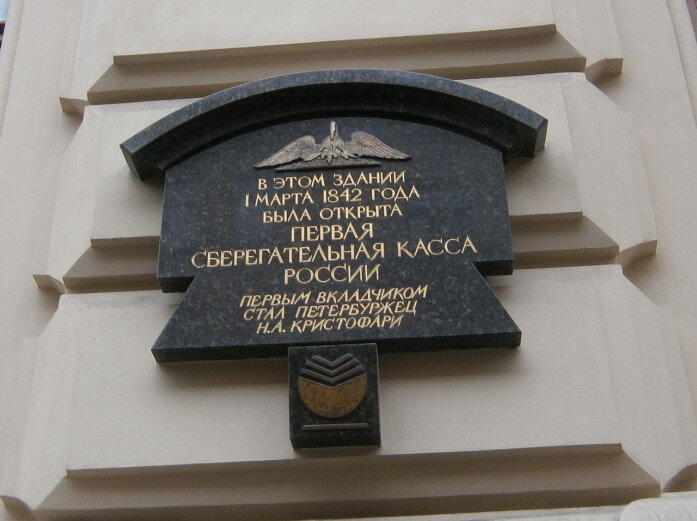 В ЭТОМ ЗДАНИИ
1 МАРТА 1842 ГОДА
БЫЛА ОТКРЫТА
ПЕРВАЯ
СБЕРЕГАТЕЛЬНАЯ КАССА
РОССИИ
ПЕРВЫМ ВКЛАДЧИКОМ
СТАЛ ПЕТЕРБУРЖЕЦ
Н.А. КРИСТОФАРИ